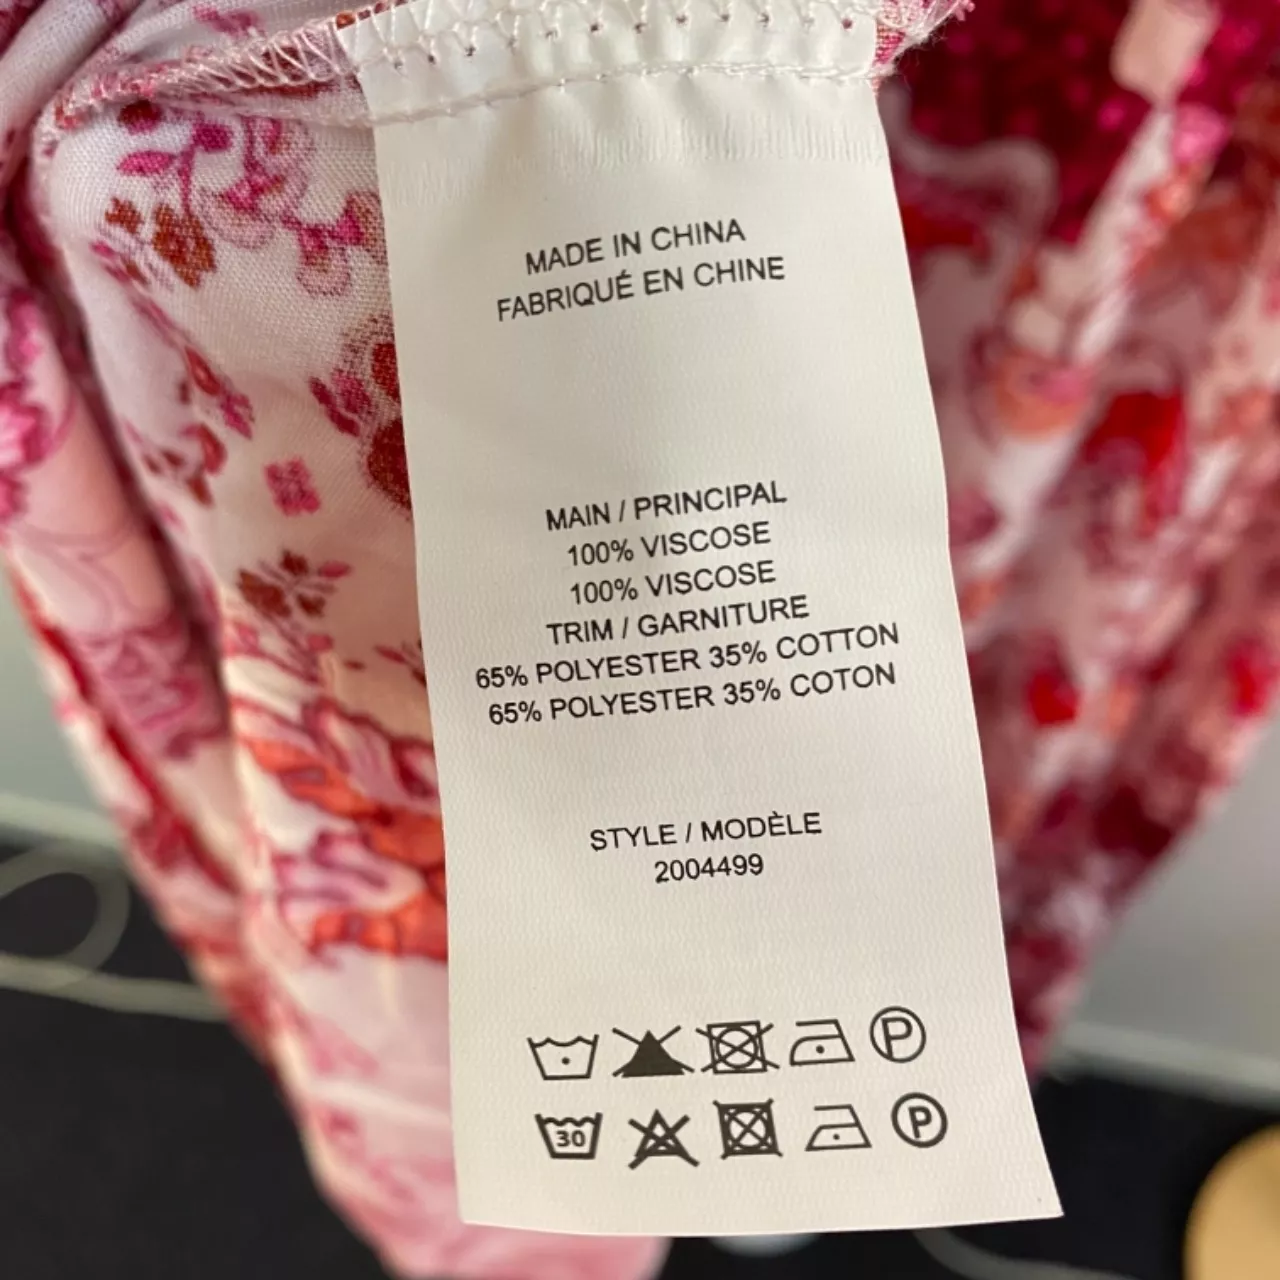 MADE IN CHINA
FABRIQUÉ EN CHINE
MAIN / PRINCIPAL
100% VISCOSE
100% VISCOSE
TRIM / GARNITURE
65% POLYESTER 35% COTTON
65% POLYESTER 35% COTON
STYLE / MODÈLE
2004499
P
30 P